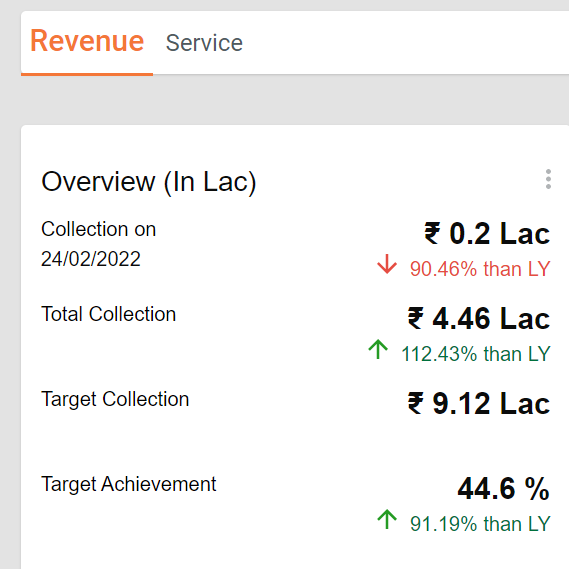 Revenue Service
Overview (In Lac)
Collection on
24/02/2022
₹ 0.2 Lac
90.46% than LY
Total Collection
₹ 4.46 Lac
112.43% than LY
Target Collection
₹ 9.12 Lac
Target Achievement
44.6 %
91.19% than LY